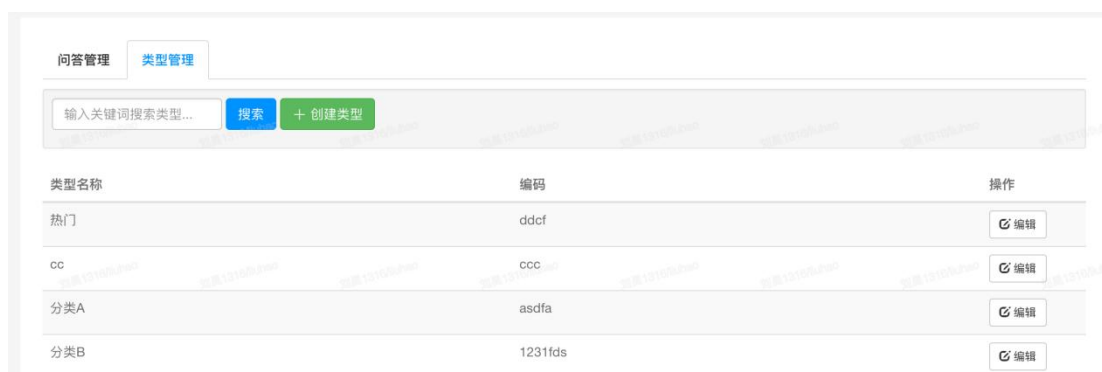 问答管理 类型管理
输入关键词搜索类型... 搜索 + 创建类型
类型名称 编码 操作
热门 ddcf 编辑
cc ccc 编辑
分类A asdfa 编辑
分类B 1231fds 编辑